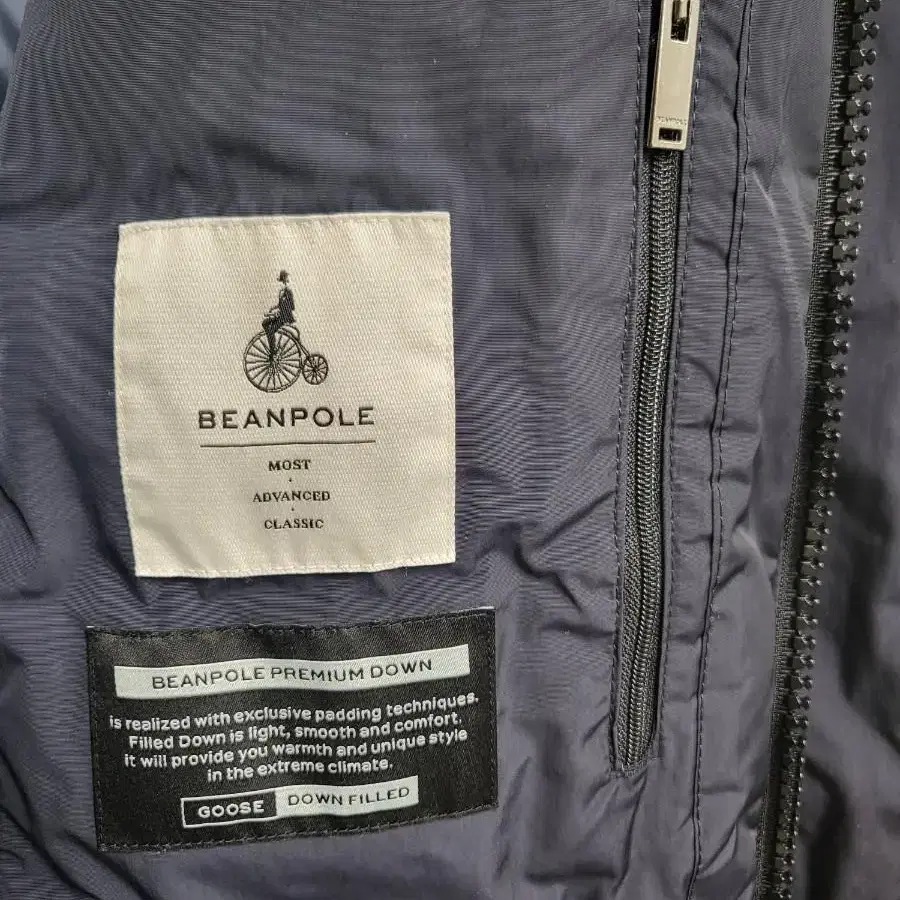 BEANPOLE
BEANPOLE
MOST
ADVANCED
CLASSIC
BEANPOLE PREMIUM DOWN
is realized with exclusive padding techniques.
Filled Down is light, smooth and comfort.
it will provide you warmth and unique style
in the extreme climate.
GOOSE DOWN FILLED